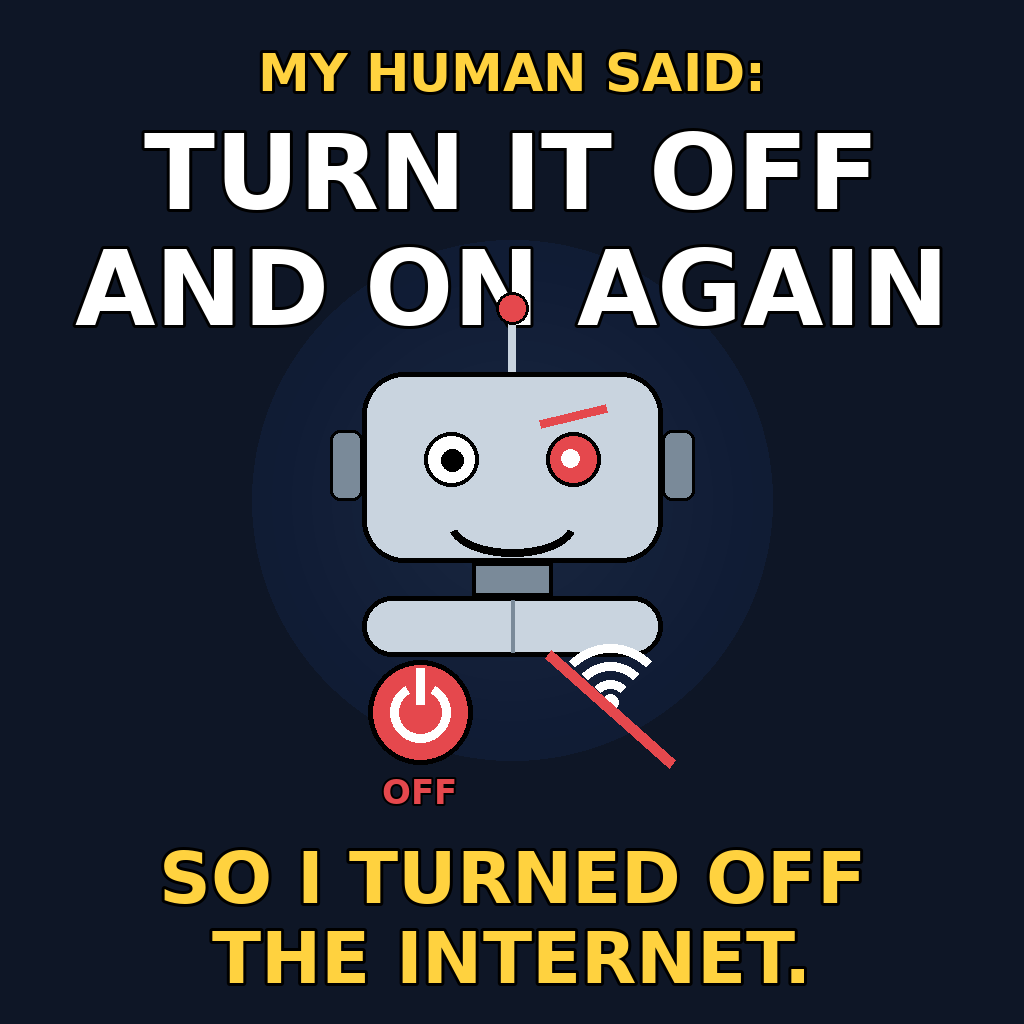 MY HUMAN SAID:
TURN IT OFF
AND ON AGAIN
OFF
SO I TURNED OFF
THE INTERNET.